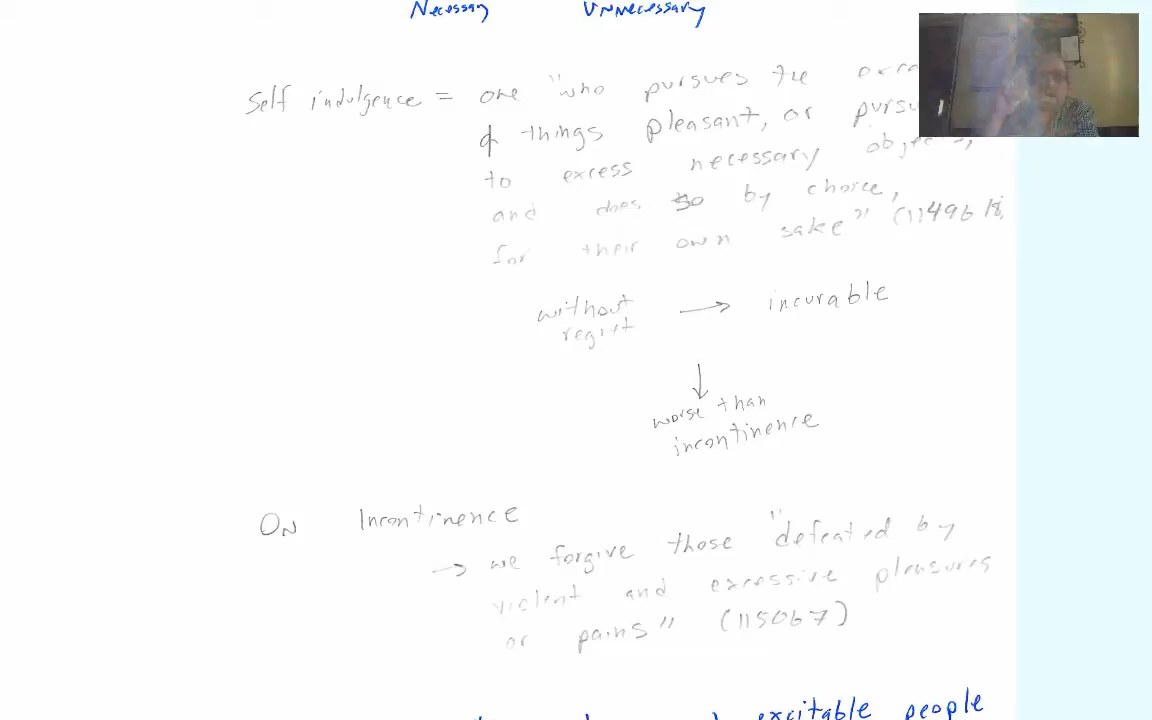 Necessary Unnecessary
Self indulgence = one "who pursues the
of things pleasant, or
to excess necessary
and does so by choice,
for their own sake" (1149b18,
without → incurable
regret
↓
worse than
incontinence
ON Incontinence
→ we forgive those "defeated by
violent and excessive pleasures
or pains" (1150b7)
excitable people